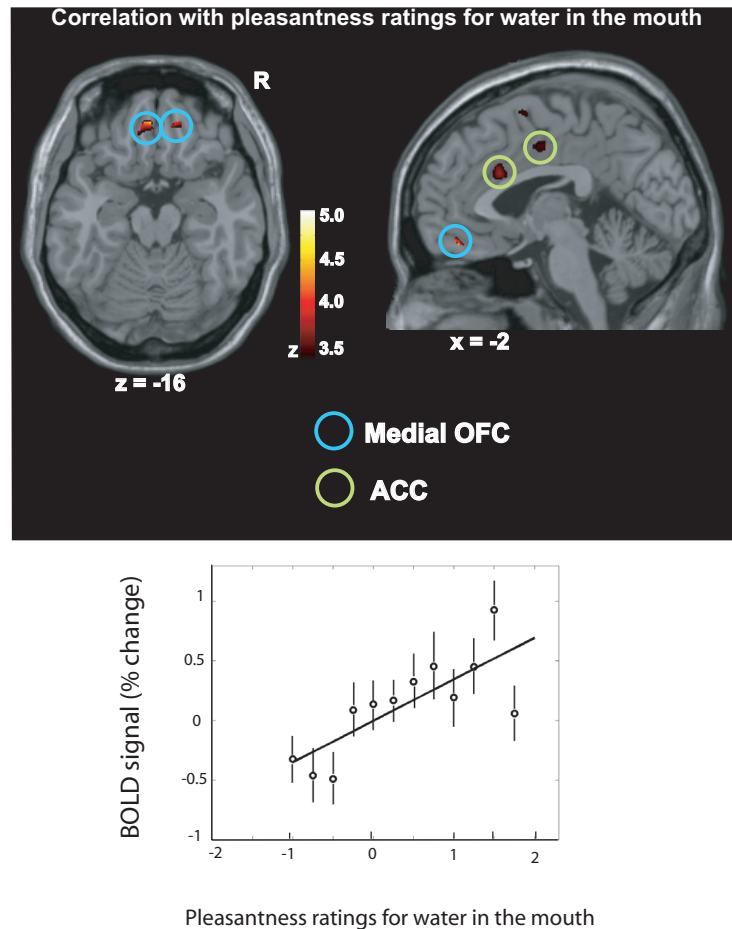 Correlation with pleasantness ratings for water in the mouth
R
5.0
4.5
4.0
z 3.5
z = -16
x = -2
Medial OFC
ACC
BOLD signal (% change)
1
0.5
0
-0.5
-1
-2 -1 0 1 2
Pleasantness ratings for water in the mouth